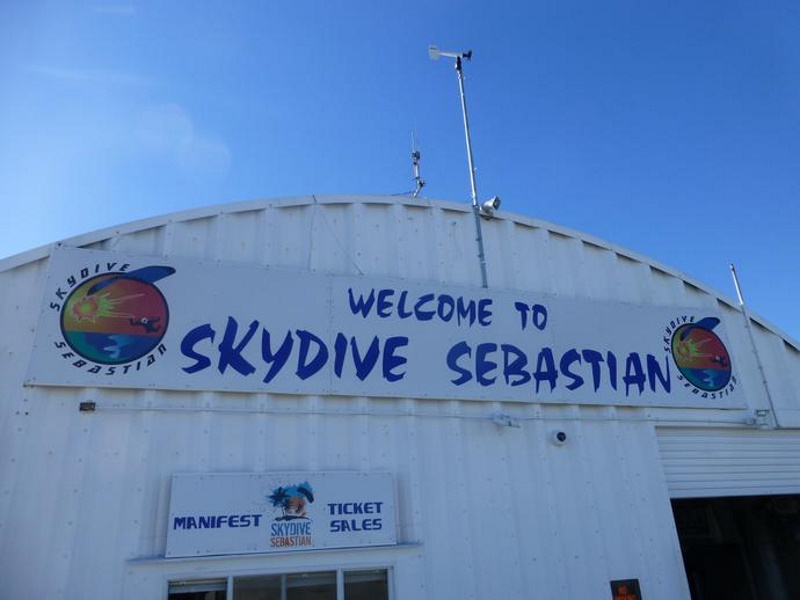 WELCOME TO
SKYDIVE SEBASTIAN
SKYDIVE
SEBASTIAN
SKYDIVE
SEBASTIAN
MANIFEST
SKYDIVE
SEBASTIAN
TICKET
SALES